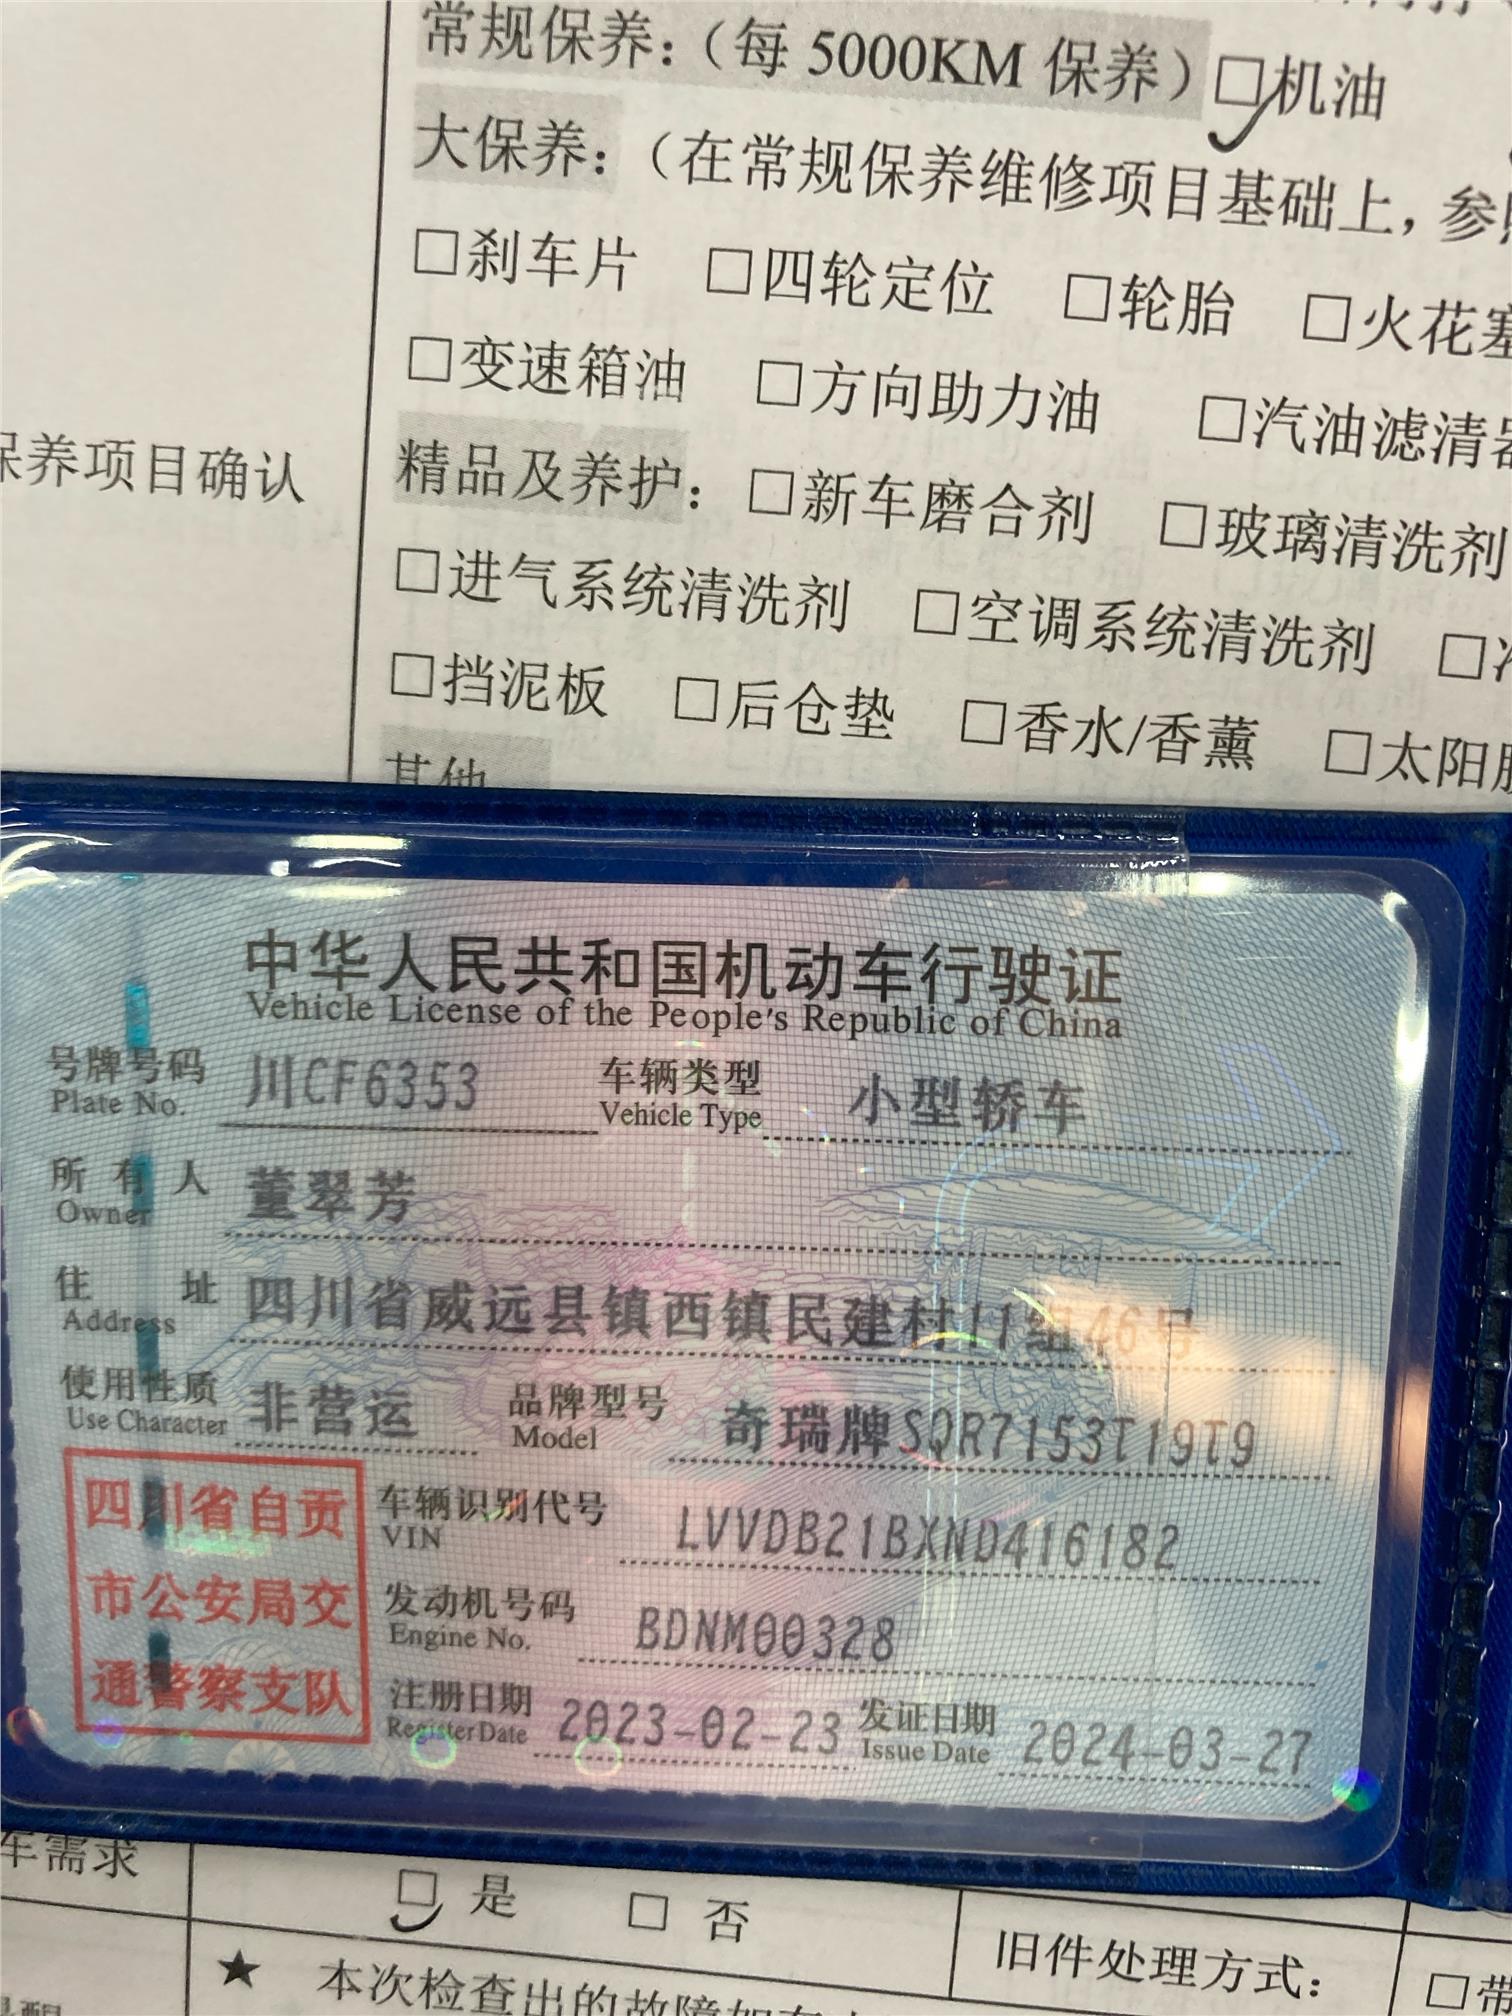 常规保养：（每 5000KM 保养）□机油
大保养：（在常规保养维修项目基础上，参
□刹车片 □四轮定位 □轮胎 □火花塞
□变速箱油 □方向助力油 □汽油滤清器
保养项目确认
精品及养护：□新车磨合剂 □玻璃清洗剂
□进气系统清洗剂 □空调系统清洗剂 □
□挡泥板 □后仓垫 □香水/香薰 □太阳
其他
中华人民共和国机动车行驶证
Vehicle License of the People's Republic of China
号牌号码 川CF6353 车辆类型 小型轿车
Plate No. Vehicle Type
所有人 董翠芳
Owner
住址 四川省威远县镇西镇民建村11组46号
Address
使用性质 非营运 品牌型号 奇瑞牌SQR7153T19T9
Use Character Model
四川省自贡
市公安局交
通警察支队
车辆识别代号 LVVDB21BXND416182
VIN
发动机号码 BDNM00328
Engine No.
注册日期 2023-02-23 发证日期 2024-03-27
Register Date Issue Date
车需求 □是 □否
旧件处理方式： □带
★ 本次检查出的故障如在